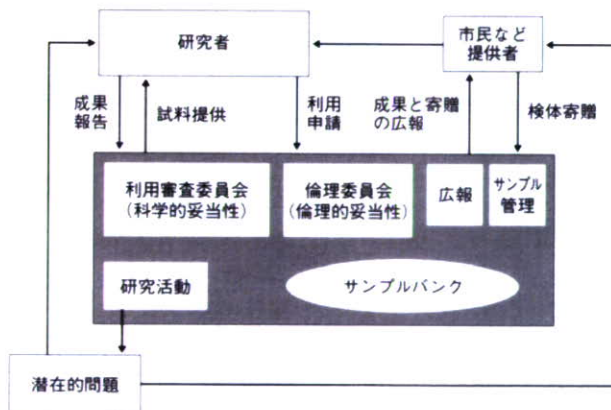 研究者
市民など
提供者
成果
報告
試料提供
利用
申請
成果と寄贈
の広報
検体寄贈
利用審査委員会
(科学的妥当性)
倫理委員会
(倫理的妥当性)
広報
サンプル
管理
研究活動
サンプルバンク
潜在的問題